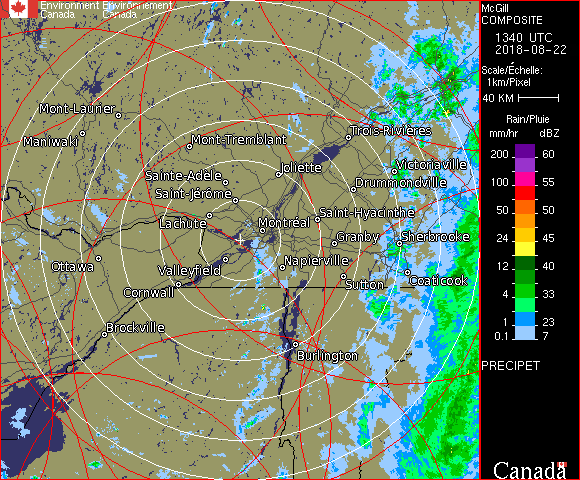 Environment Environnement
Canada Canada
McGill
COMPOSITE
1340 UTC
2018-08-22
Scale/Échelle:
1km/Pixel
40 KM
Rain/Pluie
mm/hr dBZ
200 60
150 57
100 55
50 50
24 45
12 40
4 33
1 23
0.1 7
PRECIPET
Canada
Mont-Laurier
Maniwaki
Mont-Tremblant
Trois-Rivières
Sainte-Adèle
Joliette
Victoriaville
Saint-Jérôme
Drummondville
Lachute
Montréal
Saint-Hyacinthe
Granby
Sherbrooke
Ottawa
Valleyfield
Napierville
Cornwall
Sutton
Coaticook
Brockville
Burlington